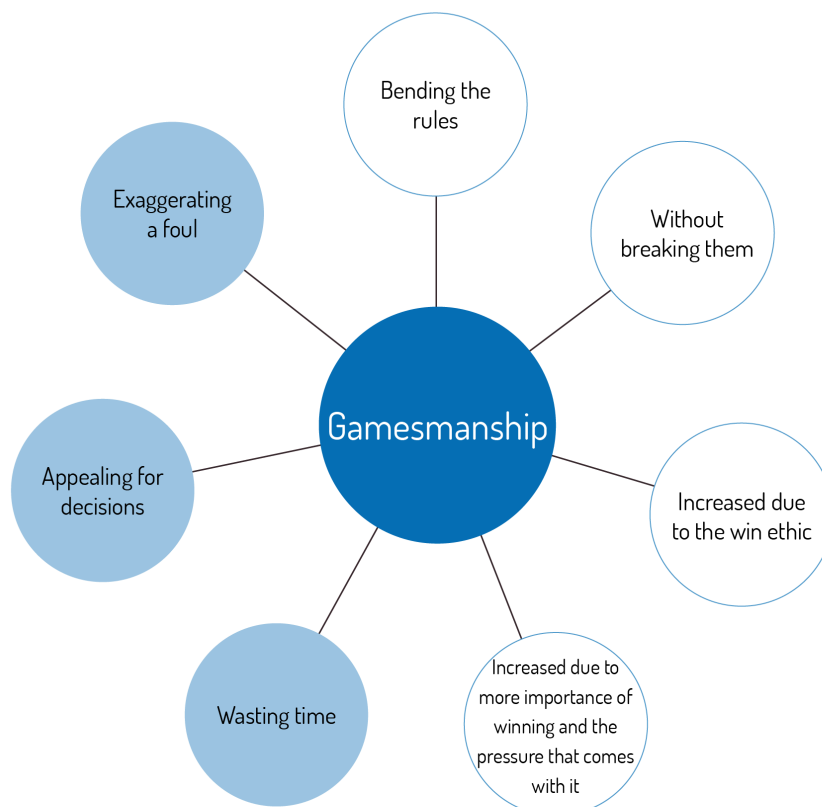 Bending the
rules
Without
breaking them
Increased due
to the win ethic
Increased due to
more importance of
winning and the
pressure that comes
with it
Wasting time
Appealing for
decisions
Exaggerating
a foul
Gamesmanship